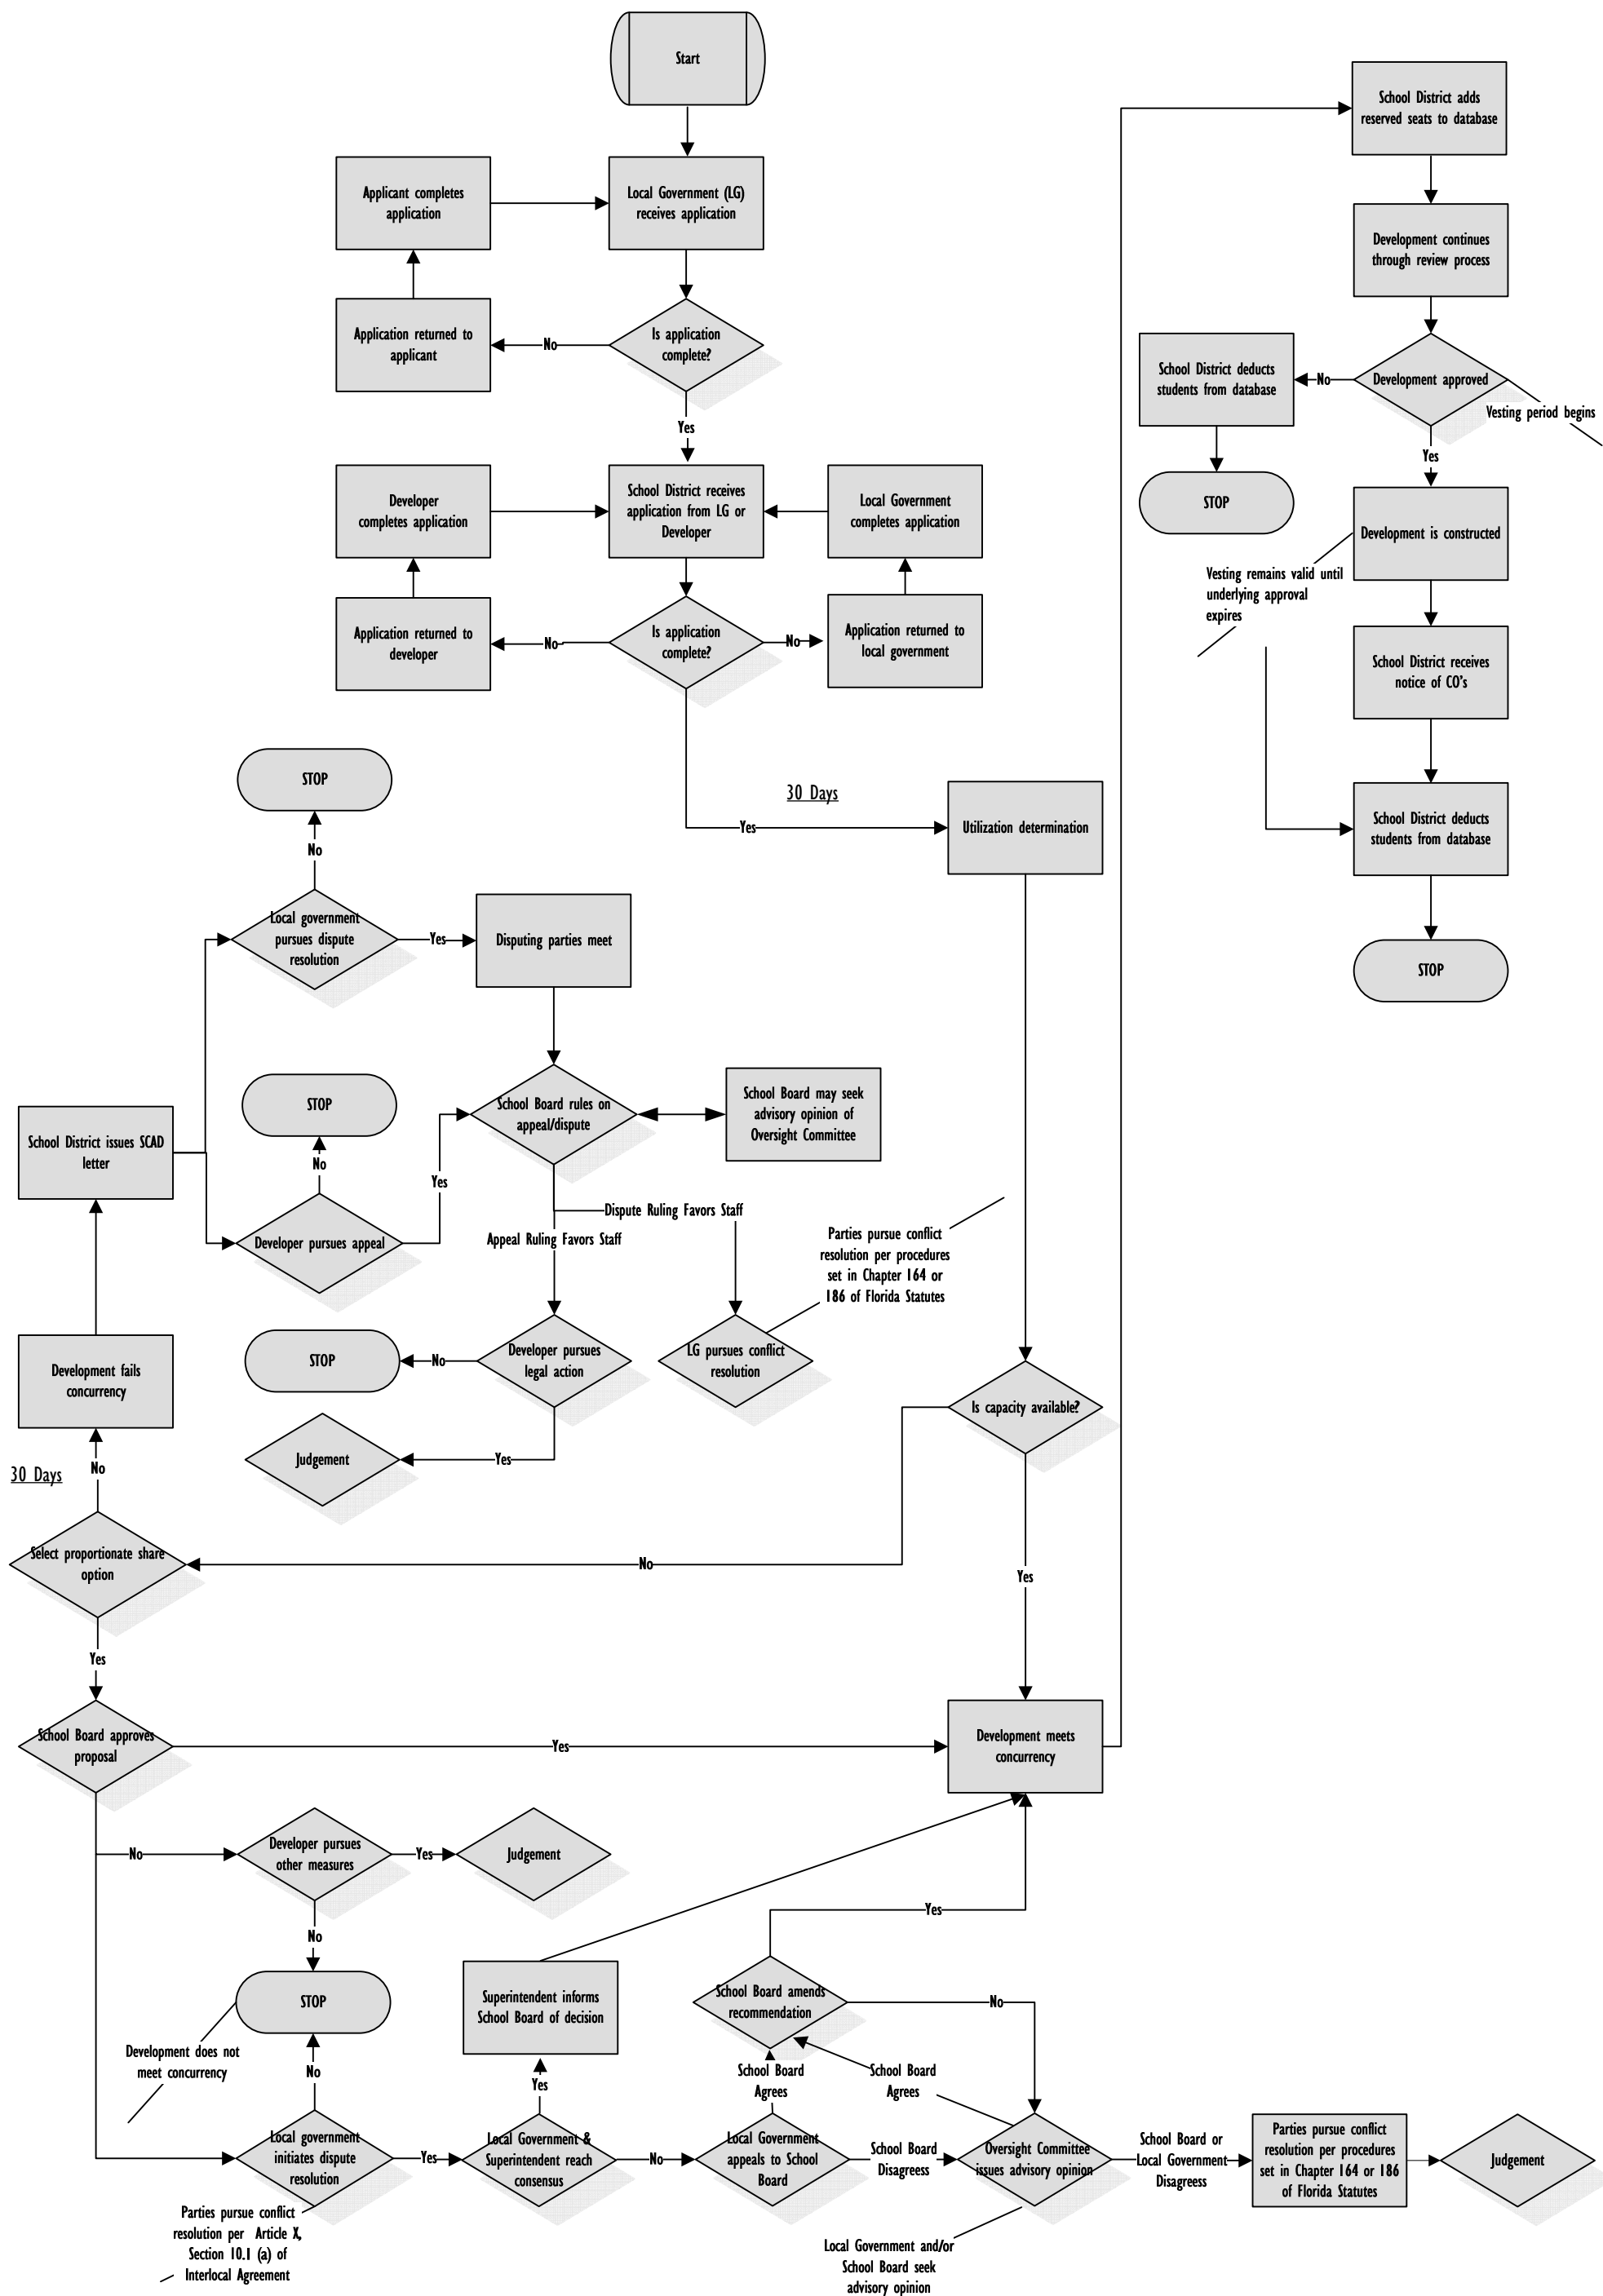 Start
School District adds
reserved seats to database
Applicant completes
application
Local Government (LG)
receives application
Development continues
through review process
Application returned to
applicant
No
Is application
complete?
School District deducts
students from database
No
Development approved
Vesting period begins
Yes
Yes
Developer
completes application
School District receives
application from LG or
Developer
Local Government
completes application
STOP
Development is constructed
Vesting remains valid until
underlying approval
expires
Application returned to
developer
No
Is application
complete?
No
Application returned to
local government
School District receives
notice of CO's
STOP
30 Days
Yes
Utilization determination
School District deducts
students from database
No
Local government
pursues dispute
resolution
Yes
Disputing parties meet
STOP
STOP
School Board rules on
appeal/dispute
School Board may seek
advisory opinion of
Oversight Committee
School District issues SCAD
letter
No
Yes
Developer pursues appeal
Dispute Ruling Favors Staff
Appeal Ruling Favors Staff
Parties pursue conflict
resolution per procedures
set in Chapter 164 or
186 of Florida Statutes
Development fails
concurrency
STOP
No
Developer pursues
legal action
LG pursues conflict
resolution
Is capacity available?
Judgement
Yes
No
30 Days
Select proportionate share
option
No
Yes
Yes
School Board approves
proposal
Yes
Development meets
concurrency
No
Developer pursues
other measures
Yes
Judgement
No
Yes
STOP
Superintendent informs
School Board of decision
School Board amends
recommendation
No
Development does not
meet concurrency
No
Yes
School Board
Agrees
School Board
Agrees
Local government
initiates dispute
resolution
Yes
Local Government &
Superintendent reach
consensus
No
Local Government
appeals to School
Board
School Board
Disagreess
Oversight Committee
issues advisory opinion
School Board or
Local Government
Disagreess
Parties pursue conflict
resolution per procedures
set in Chapter 164 or 186
of Florida Statutes
Judgement
Parties pursue conflict
resolution per Article X,
Section 10.1 (a) of
Interlocal Agreement
Local Government and/or
School Board seek
advisory opinion